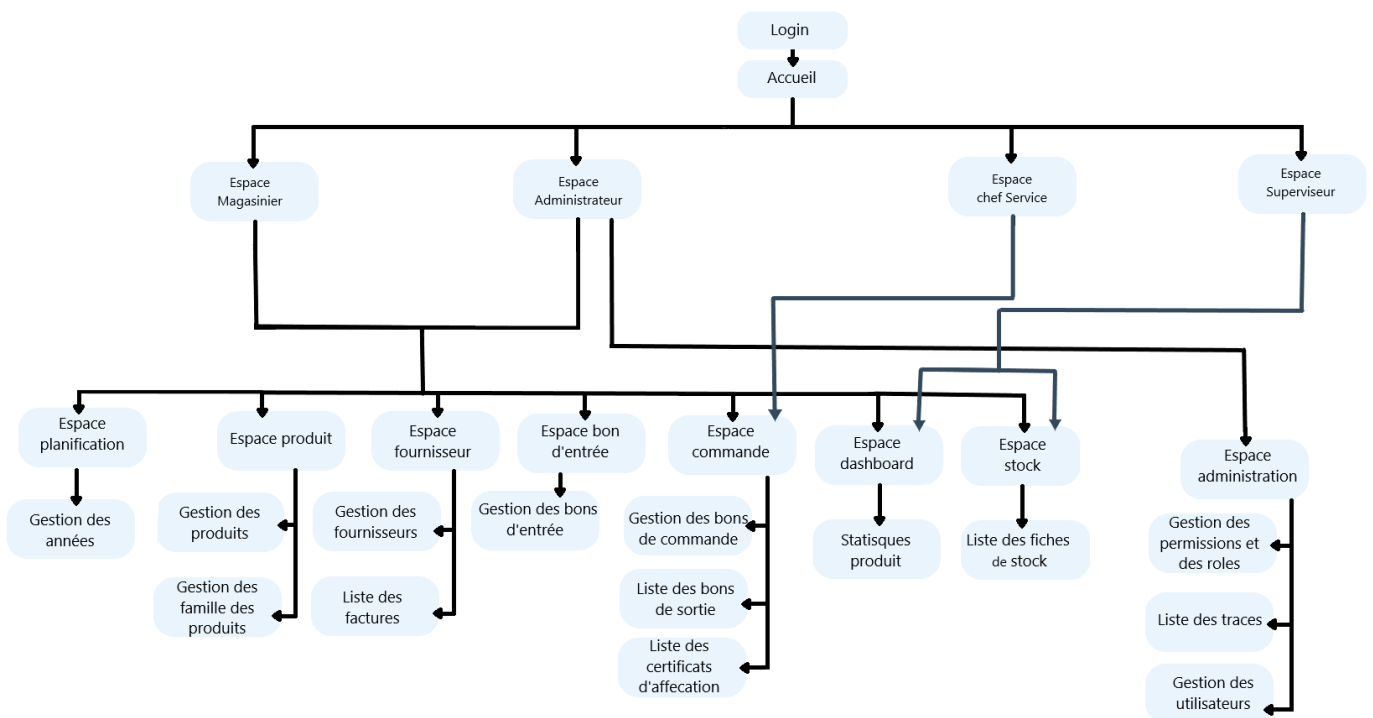 Login
Accueil
Espace
Magasinier
Espace
Administrateur
Espace
chef Service
Espace
Superviseur
Espace
planification
Espace produit
Espace
fournisseur
Espace bon
d'entrée
Espace
commande
Espace
dashboard
Espace
stock
Espace
administration
Gestion des
années
Gestion des
produits
Gestion des
famille des
produits
Gestion des
fournisseurs
Liste des
factures
Gestion des bons
d'entrée
Gestion des bons
de commande
Liste des bons
de sortie
Liste des
certificats
d'affecation
Statisques
produit
Liste des fiches
de stock
Gestion des
permissions et
des roles
Liste des traces
Gestion des
utilisateurs